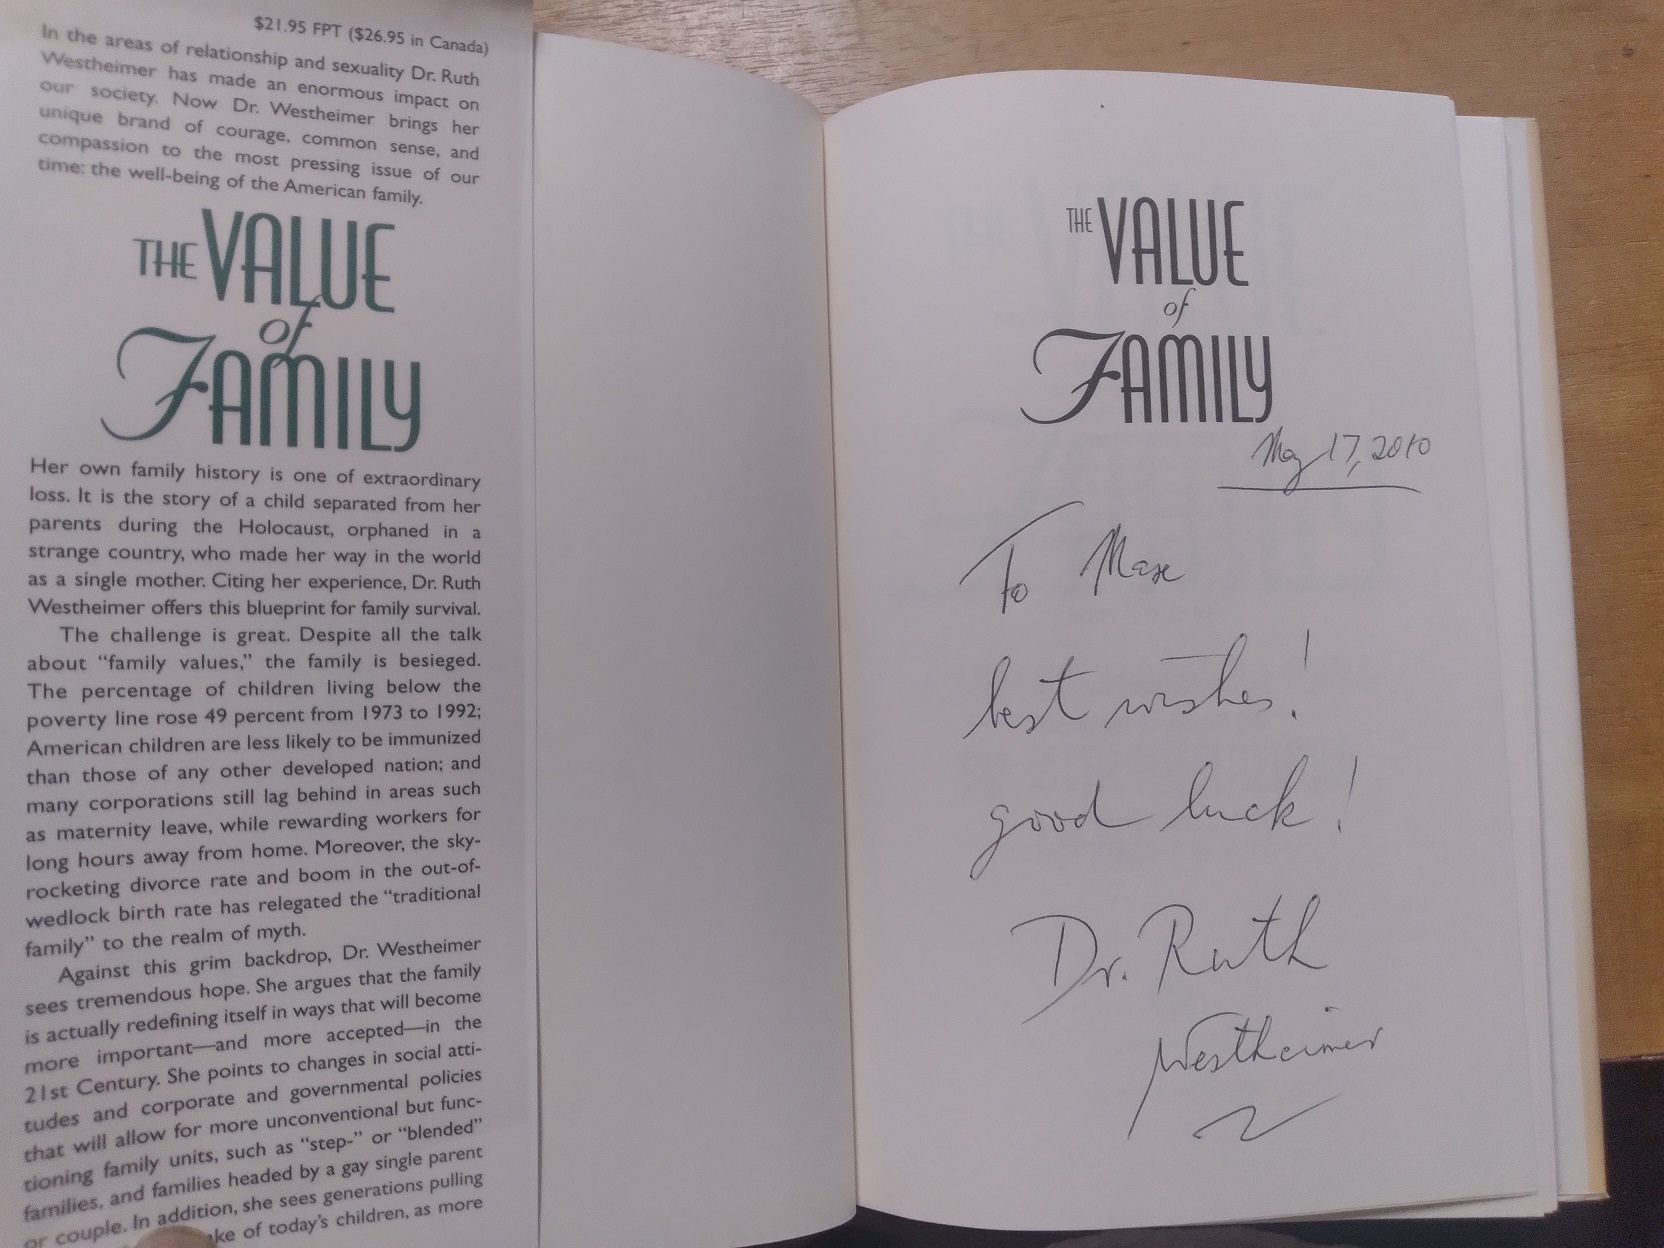 $21.95 FPT ($26.95 in Canada)
In the areas of relationship and sexuality Dr. Ruth
Westheimer has made an enormous impact on
our society. Now Dr. Westheimer brings her
unique brand of courage, common sense, and
compassion to the most pressing issue of our
time: the well-being of the American family.
THE VALUE
of
FAMILY
Her own family history is one of extraordinary
loss. It is the story of a child separated from her
parents during the Holocaust, orphaned in a
strange country, who made her way in the world
as a single mother. Citing her experience, Dr. Ruth
Westheimer offers this blueprint for family survival.
The challenge is great. Despite all the talk
about “family values,” the family is besieged.
The percentage of children living below the
poverty line rose 49 percent from 1973 to 1992;
American children are less likely to be immunized
than those of any other developed nation; and
many corporations still lag behind in areas such
as maternity leave, while rewarding workers for
long hours away from home. Moreover, the sky-
rocketing divorce rate and boom in the out-of-
wedlock birth rate has relegated the “traditional
family” to the realm of myth.
Against this grim backdrop, Dr. Westheimer
sees tremendous hope. She argues that the family
is actually redefining itself in ways that will become
more important—and more accepted—in the
21st Century. She points to changes in social atti-
tudes and corporate and governmental policies
that will allow for more unconventional but func-
tioning family units, such as “step-” or “blended”
families, and families headed by a gay single parent
or couple. In addition, she sees generations pulling
of today’s children, as more
THE VALUE
of
FAMILY
May 17, 2010
To
best wishes!
good luck!
Dr. Ruth
Westheimer